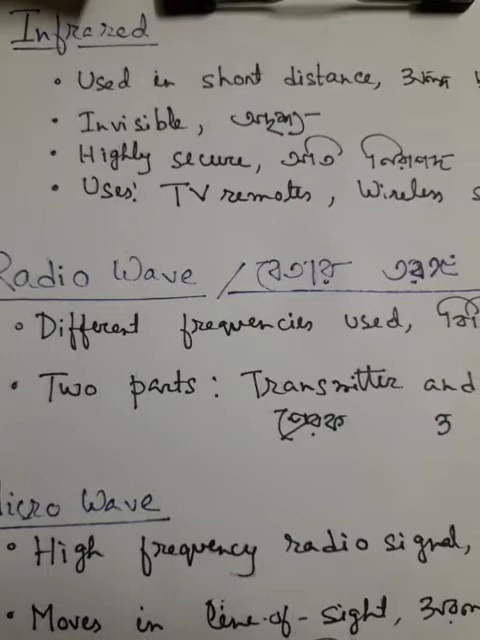 Infrared
• Used in short distance,
• Invisible, অদৃশ্য
• Highly secure, অতি নিরাপদ
• Uses: TV remotes, Wireless
Radio Wave / বেতার তরঙ্গ
• Different frequencies used,
• Two parts: Transmitter and
প্রেরক ও
Micro Wave
• High frequency radio signal,
• Moves in line-of-sight,